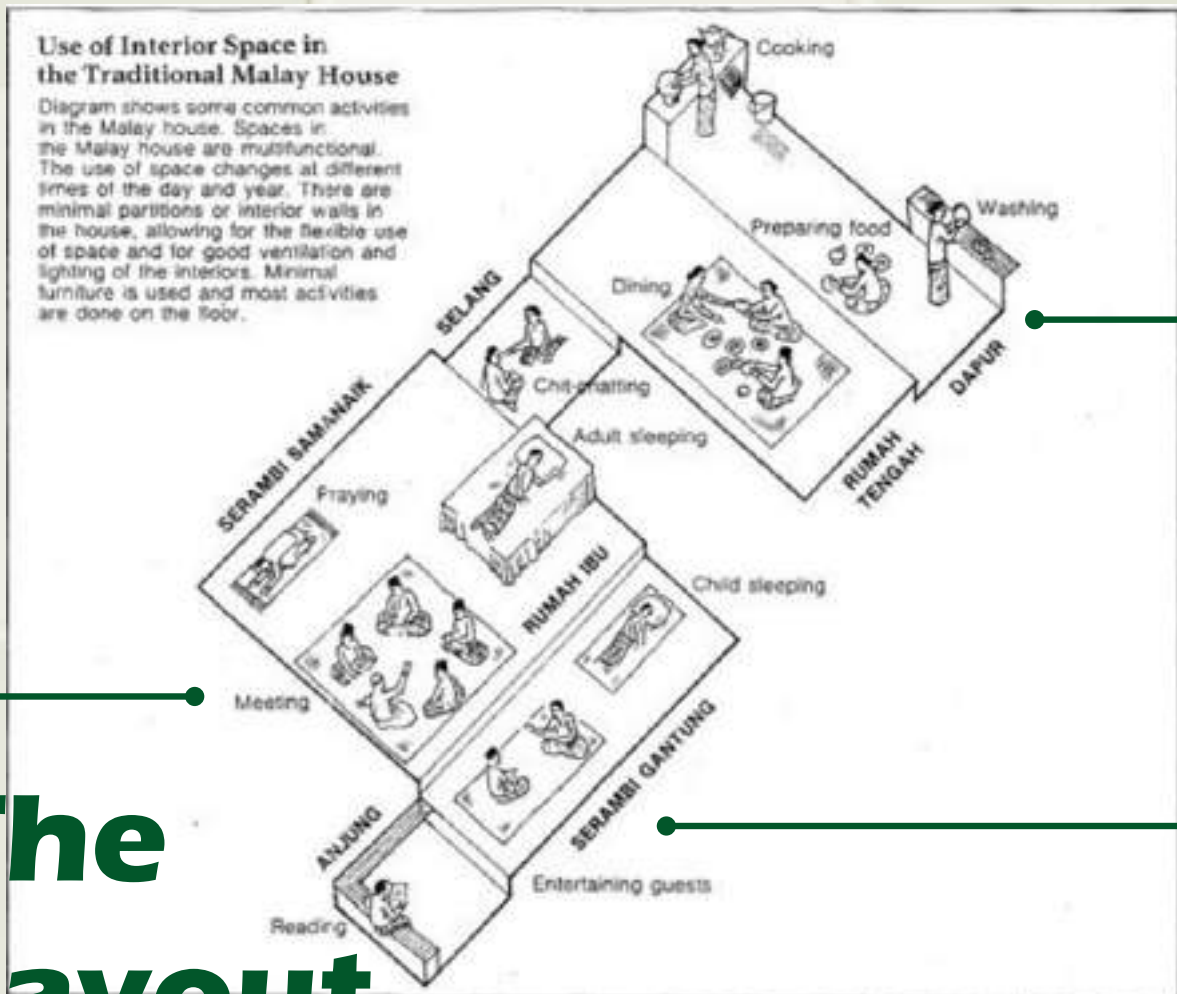 Use of Interior Space in
the Traditional Malay House
Diagram shows some common activities
in the Malay house. Spaces in
the Malay house are multifunctional.
The use of space changes at different
times of the day and year. There are
minimal partitions or interior walls in
the house, allowing for the flexible use
of space and for good ventilation and
lighting of the interiors. Minimal
furniture is used and most activities
are done on the floor.
Cooking
Washing
Preparing food
Dining
SELANG
DAPUR
Chit-chatting
SERAMBI SAMANAIK
Adult sleeping
RUMAH
TENGAH
Praying
RUMAH IBU
Child sleeping
Meeting
SERAMBI GANTUNG
ANJUNG
Entertaining guests
Reading
The
ayout